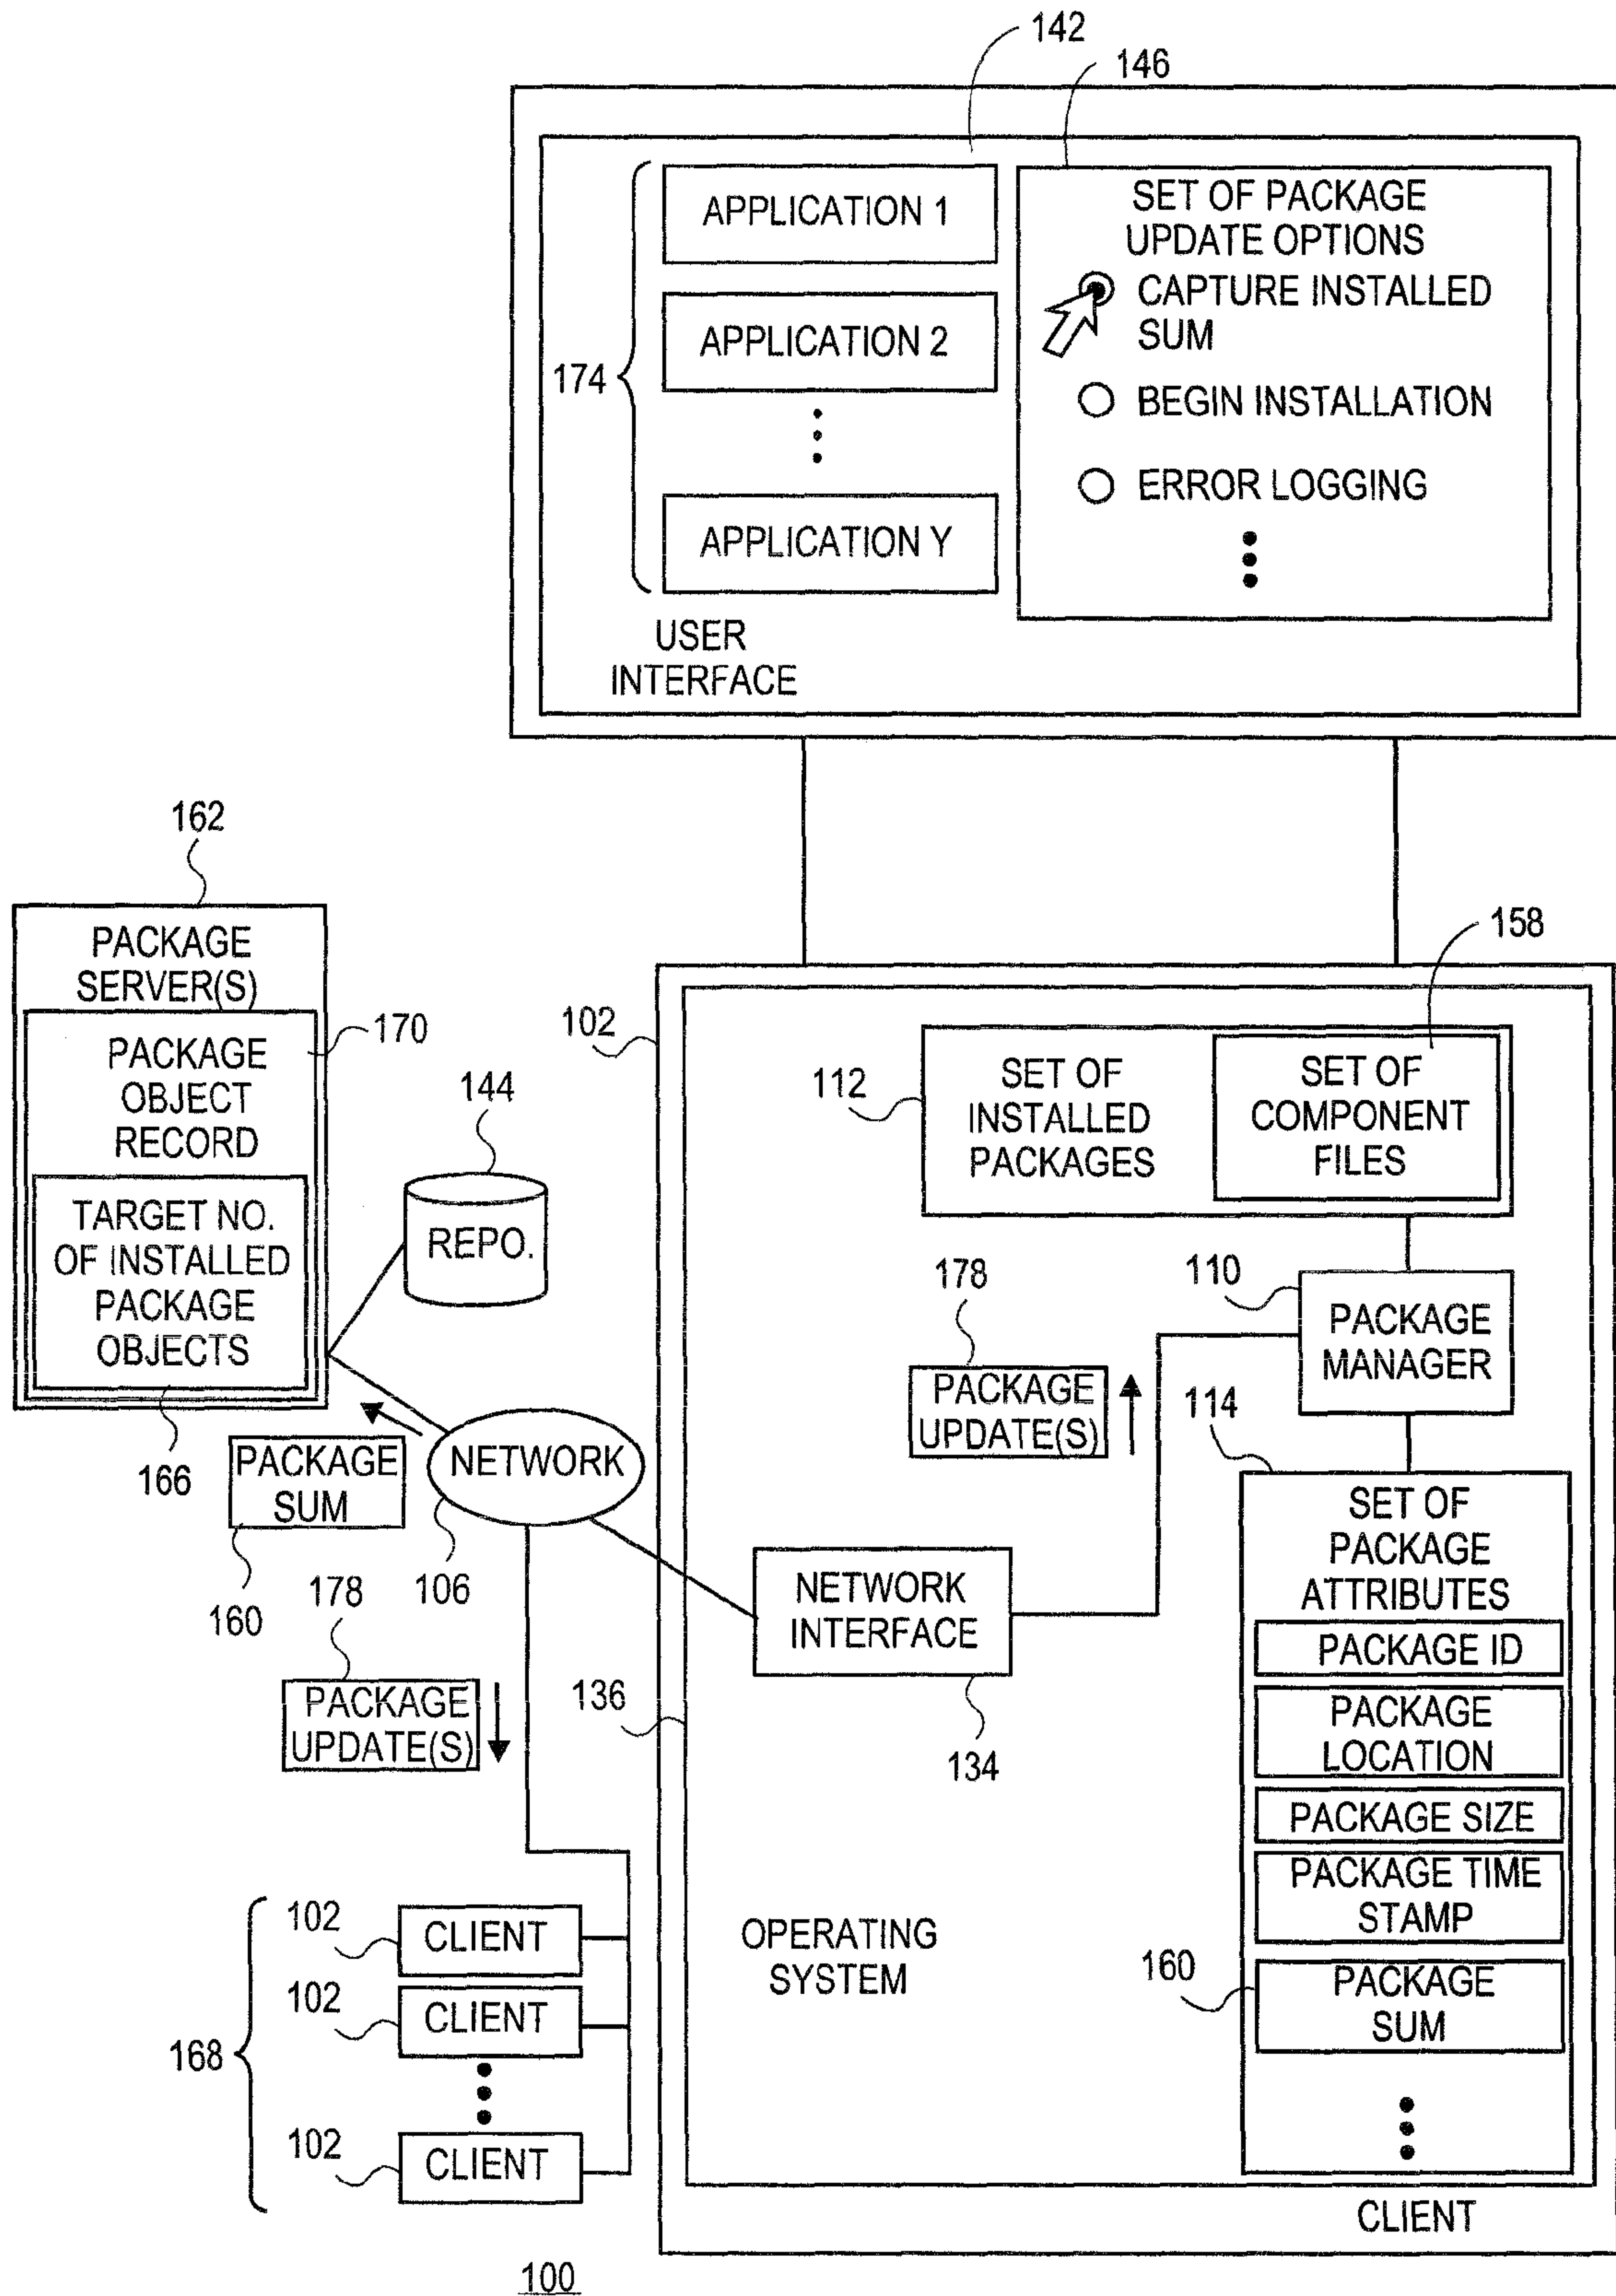 142
146
APPLICATION 1
APPLICATION 2
174
APPLICATION Y
USER
INTERFACE
SET OF PACKAGE
UPDATE OPTIONS
CAPTURE INSTALLED
SUM
BEGIN INSTALLATION
ERROR LOGGING
162
PACKAGE
SERVER(S)
170
PACKAGE
OBJECT
RECORD
TARGET NO.
OF INSTALLED
PACKAGE
OBJECTS
166
144
REPO.
PACKAGE
SUM
160
NETWORK
106
178
PACKAGE
UPDATE(S)
168
102
CLIENT
102
CLIENT
102
CLIENT
102
136
158
112
SET OF
INSTALLED
PACKAGES
SET OF
COMPONENT
FILES
110
PACKAGE
MANAGER
178
PACKAGE
UPDATE(S)
114
NETWORK
INTERFACE
134
SET OF
PACKAGE
ATTRIBUTES
PACKAGE ID
PACKAGE
LOCATION
PACKAGE SIZE
PACKAGE TIME
STAMP
160
PACKAGE
SUM
OPERATING
SYSTEM
CLIENT
100